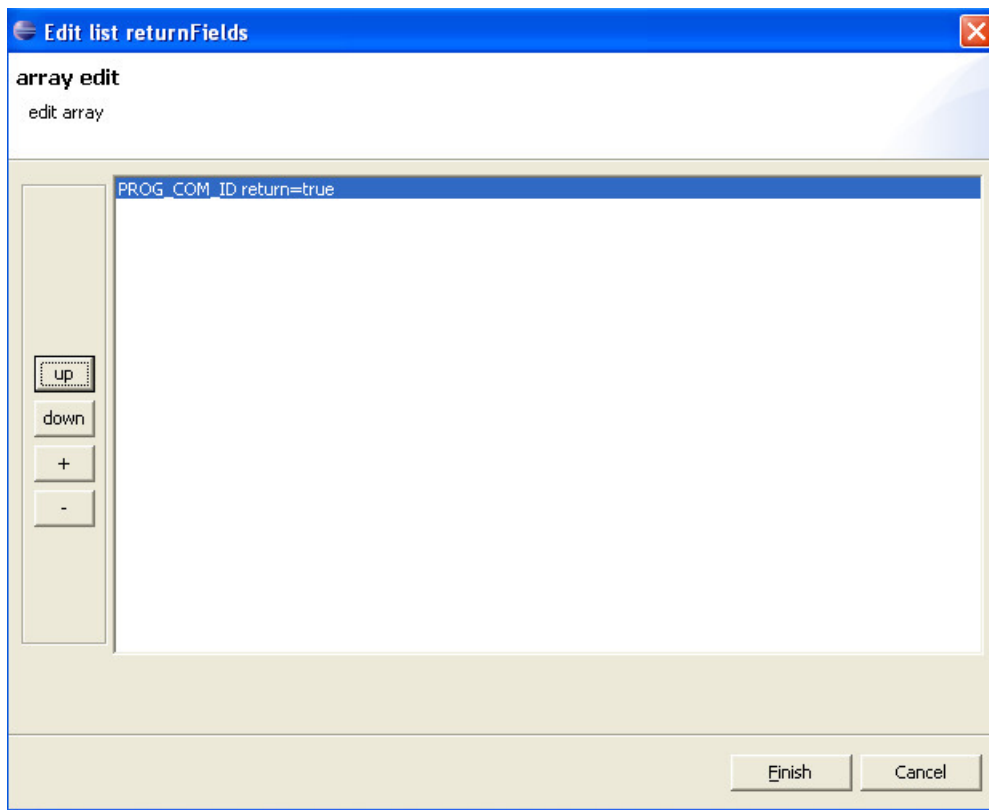 Edit list returnFields
array edit
edit array
PROG_COM_ID return=true
up
down
+
-
Finish
Cancel